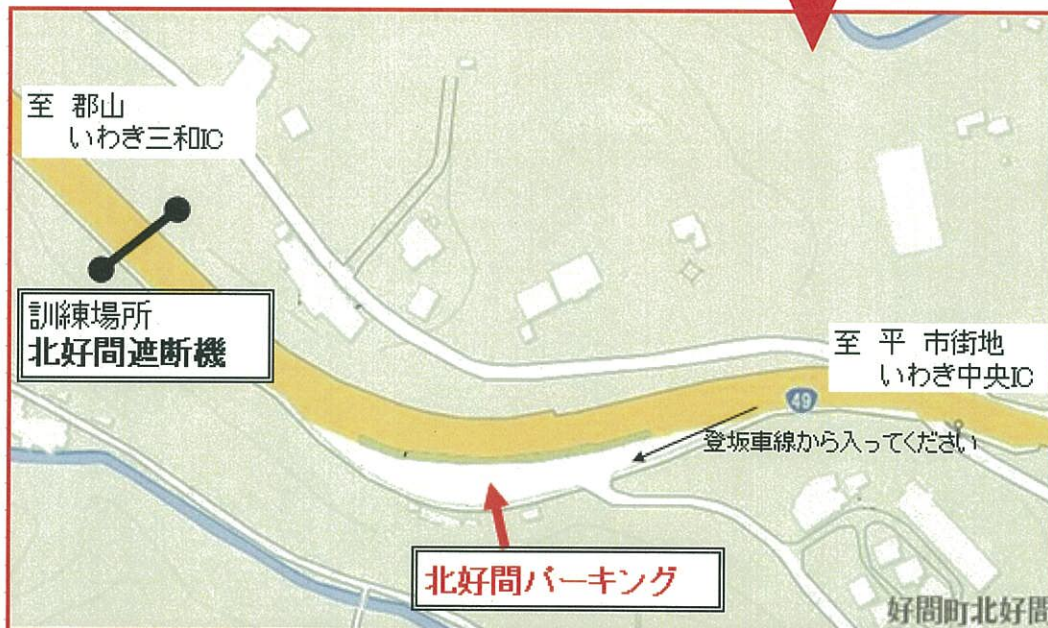 至 郡山
いわき三和IC
訓練場所
北好間遮断機
至 平 市街地
いわき中央IC
49
登坂車線から入ってください
北好間パーキング
好間町北好間